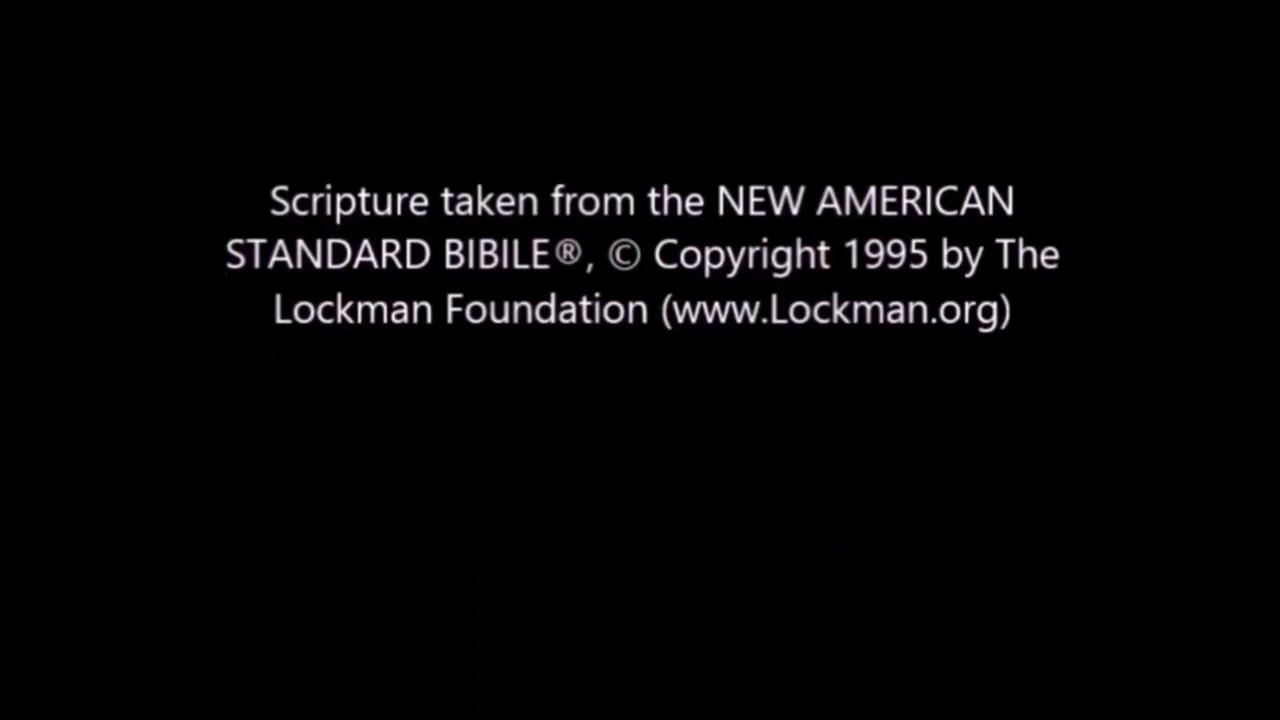 Scripture taken from the NEW AMERICAN
STANDARD BIBILE®, © Copyright 1995 by The
Lockman Foundation (www.Lockman.org)